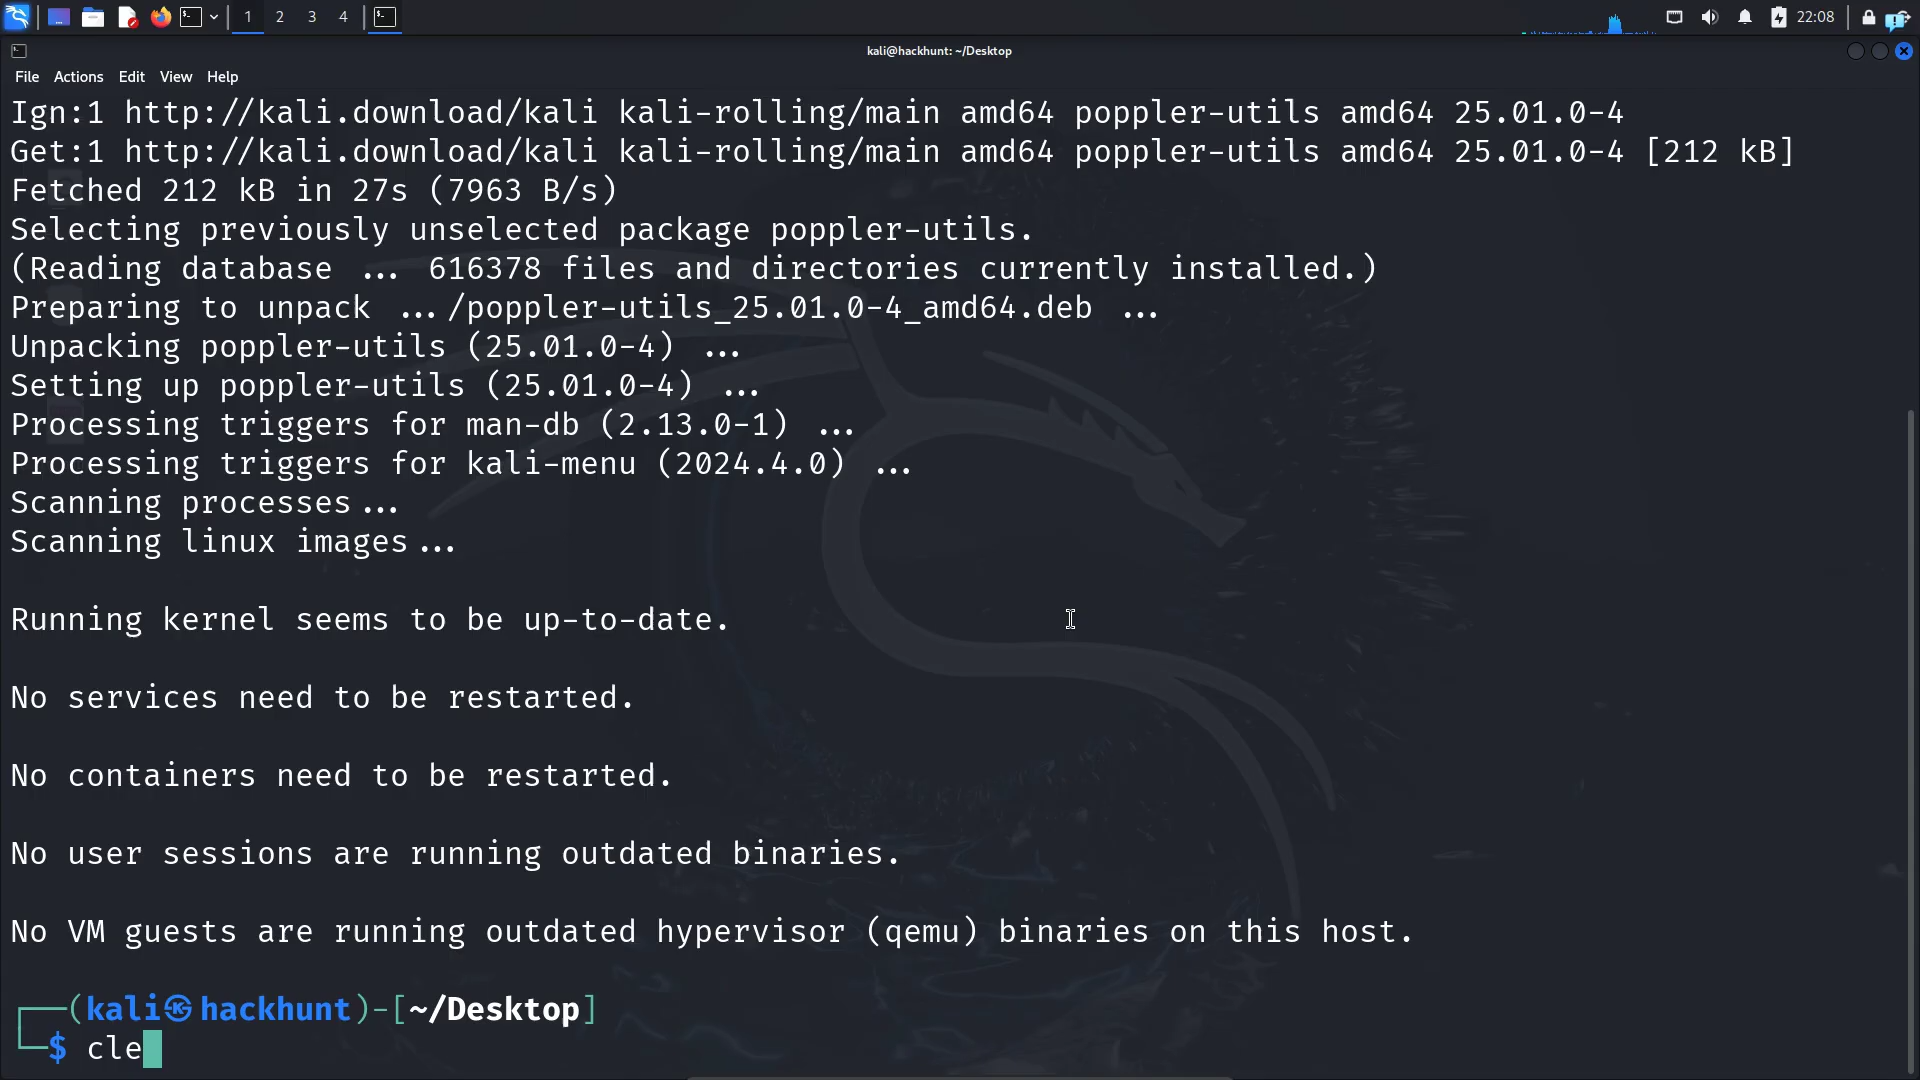 1 2 3 4 22:08
kali@hackhunt: ~/Desktop
File Actions Edit View Help
Ign:1 http://kali.download/kali kali-rolling/main amd64 poppler-utils amd64 25.01.0-4
Get:1 http://kali.download/kali kali-rolling/main amd64 poppler-utils amd64 25.01.0-4 [212 kB]
Fetched 212 kB in 27s (7963 B/s)
Selecting previously unselected package poppler-utils.
(Reading database ... 616378 files and directories currently installed.)
Preparing to unpack .../poppler-utils_25.01.0-4_amd64.deb ...
Unpacking poppler-utils (25.01.0-4) ...
Setting up poppler-utils (25.01.0-4) ...
Processing triggers for man-db (2.13.0-1) ...
Processing triggers for kali-menu (2024.4.0) ...
Scanning processes...
Scanning linux images...
Running kernel seems to be up-to-date.
No services need to be restarted.
No containers need to be restarted.
No user sessions are running outdated binaries.
No VM guests are running outdated hypervisor (qemu) binaries on this host.
┌──(kali㉿hackhunt)-[~/Desktop]
└─$ cle